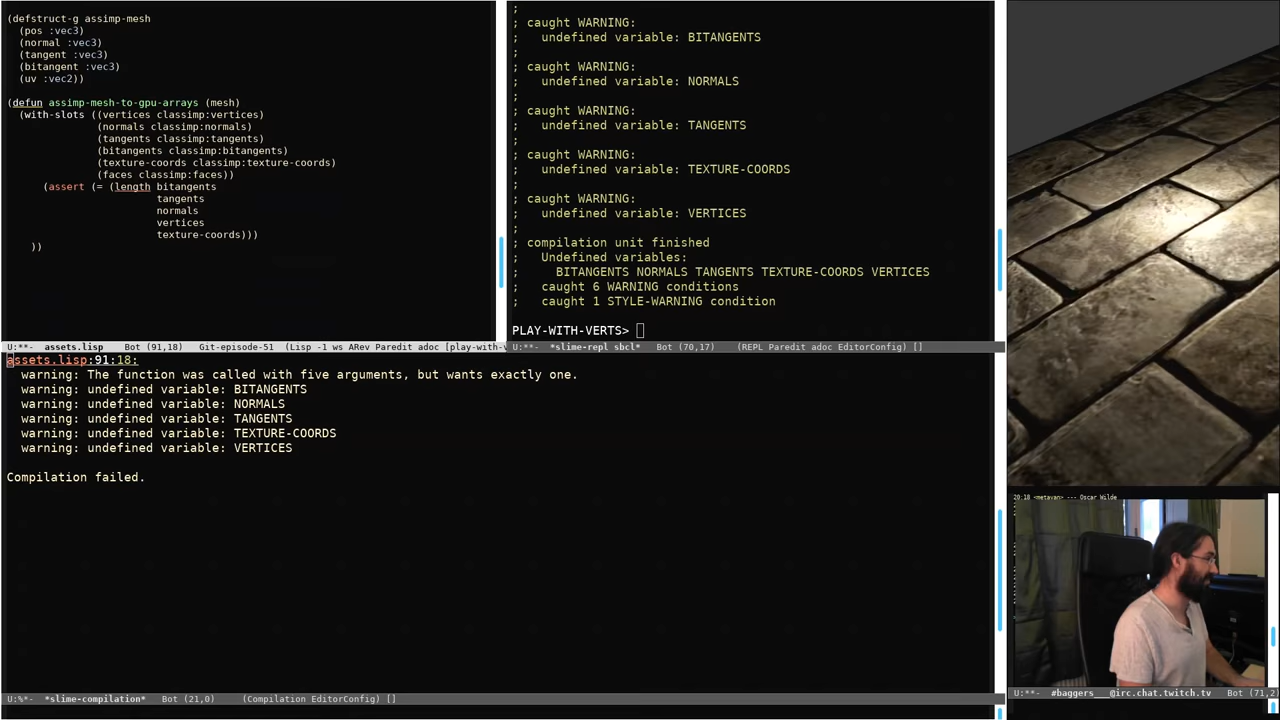 (defstruct-g assimp-mesh
(pos :vec3)
(normal :vec3)
(tangent :vec3)
(bitangent :vec3)
(uv :vec2))
(defun assimp-mesh-to-gpu-arrays (mesh)
(with-slots ((vertices classimp:vertices)
(normals classimp:normals)
(tangents classimp:tangents)
(bitangents classimp:bitangents)
(texture-coords classimp:texture-coords)
(faces classimp:faces))
(assert (= (length bitangents
tangents
normals
vertices
texture-coords)))
))
U:**- assets.lisp Bot (91,18) Git-episode-51 (Lisp -1 ws ARev Paredit adoc [play-with-v
;
; caught WARNING:
; undefined variable: BITANGENTS
;
; caught WARNING:
; undefined variable: NORMALS
;
; caught WARNING:
; undefined variable: TANGENTS
;
; caught WARNING:
; undefined variable: TEXTURE-COORDS
;
; caught WARNING:
; undefined variable: VERTICES
;
; compilation unit finished
; Undefined variables:
; BITANGENTS NORMALS TANGENTS TEXTURE-COORDS VERTICES
; caught 6 WARNING conditions
; caught 1 STYLE-WARNING condition
PLAY-WITH-VERTS>
U:**- *slime-repl sbcl* Bot (70,17) (REPL Paredit adoc EditorConfig) []
assets.lisp:91:18:
warning: The function was called with five arguments, but wants exactly one.
warning: undefined variable: BITANGENTS
warning: undefined variable: NORMALS
warning: undefined variable: TANGENTS
warning: undefined variable: TEXTURE-COORDS
warning: undefined variable: VERTICES
Compilation failed.
U:%*- *slime-compilation* Bot (21,0) (Compilation EditorConfig) []
20:18 <metavan> --- Oscar Wilde
U:**- #baggers___@irc.chat.twitch.tv Bot (71,2)